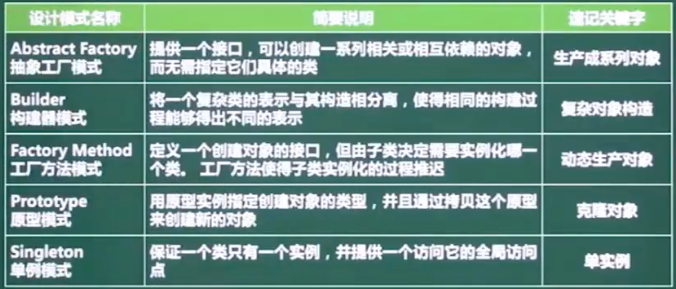 设计模式名称 简要说明 速记关键字
Abstract Factory
抽象工厂模式
提供一个接口，可以创建一系列相关或相互依赖的对象，
而无需指定它们具体的类
生产成系列对象
Builder
构建器模式
将一个复杂类的表示与其构造相分离，使得相同的构建过
程能够得出不同的表示
复杂对象构造
Factory Method
工厂方法模式
定义一个创建对象的接口，但由子类决定需要实例化哪一
个类。 工厂方法使得子类实例化的过程推迟
动态生产对象
Prototype
原型模式
用原型实例指定创建对象的类型，并且通过拷贝这个原型
来创建新的对象
克隆对象
Singleton
单例模式
保证一个类只有一个实例，并提供一个访问它的全局访问
点
单实例